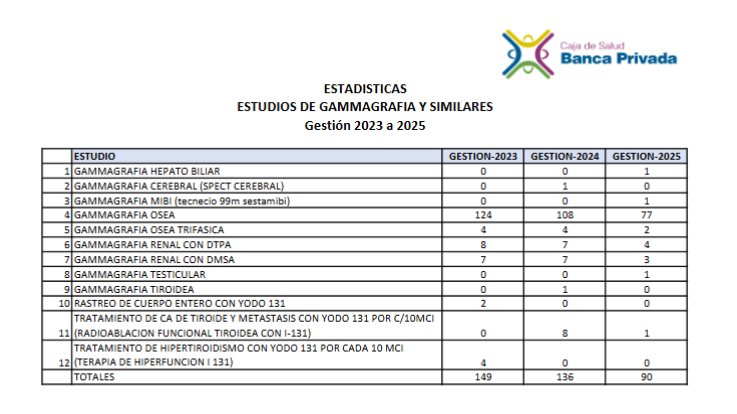 Caja de Salud
Banca Privada
ESTADISTICAS
ESTUDIOS DE GAMMAGRAFIA Y SIMILARES
Gestión 2023 a 2025
ESTUDIO GESTION-2023 GESTION-2024 GESTION-2025
1 GAMMAGRAFIA HEPATO BILIAR 0 0 1
2 GAMMAGRAFIA CEREBRAL (SPECT CEREBRAL) 0 1 0
3 GAMMAGRAFIA MIBI (tecnecio 99m sestamibi) 0 0 1
4 GAMMAGRAFIA OSEA 124 108 77
5 GAMMAGRAFIA OSEA TRIFASICA 4 4 2
6 GAMMAGRAFIA RENAL CON DTPA 8 7 4
7 GAMMAGRAFIA RENAL CON DMSA 7 7 3
8 GAMMAGRAFIA TESTICULAR 0 0 1
9 GAMMAGRAFIA TIROIDEA 0 1 0
10 RASTREO DE CUERPO ENTERO CON YODO 131 2 0 0
TRATAMIENTO DE CA DE TIROIDE Y METASTASIS CON YODO 131 POR C/10MCI
11 (RADIOABLACION FUNCIONAL TIROIDEA CON I-131) 0 8 1
TRATAMIENTO DE HIPERTIROIDISMO CON YODO 131 POR CADA 10 MCI
12 (TERAPIA DE HIPERFUNCION I 131) 4 0 0
TOTALES 149 136 90